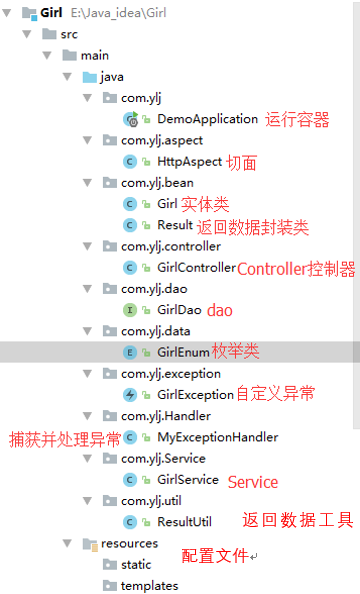 Girl E:\Java_idea\Girl
src
main
java
com.ylj
DemoApplication 运行容器
com.ylj.aspect
HttpAspect 切面
com.ylj.bean
Girl 实体类
Result 返回数据封装类
com.ylj.controller
GirlController Controller控制器
com.ylj.dao
GirlDao dao
com.ylj.data
GirlEnum 枚举类
com.ylj.exception
GirlException 自定义异常
com.ylj.Handler
捕获并处理异常 MyExceptionHandler
com.ylj.Service
GirlService Service
com.ylj.util
ResultUtil 返回数据工具
resources
配置文件
static
templates